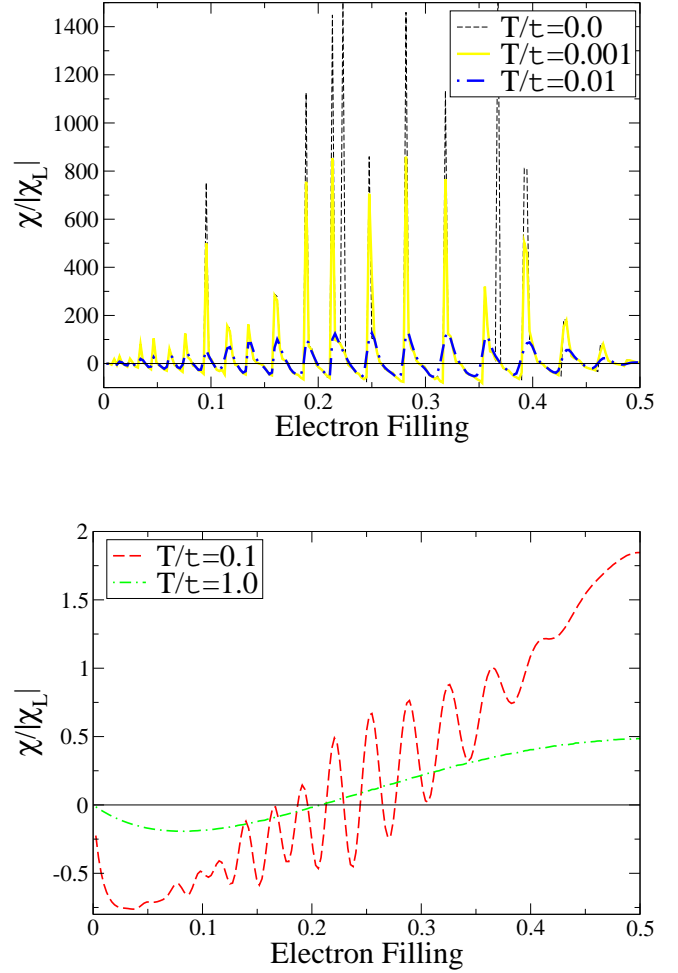 1400
1200
1000
800
600
400
200
0
χ/|χ_L|
T/t=0.0
T/t=0.001
T/t=0.01
0 0.1 0.2 0.3 0.4 0.5
Electron Filling
2
1.5
1
0.5
0
-0.5
χ/|χ_L|
T/t=0.1
T/t=1.0
0 0.1 0.2 0.3 0.4 0.5
Electron Filling